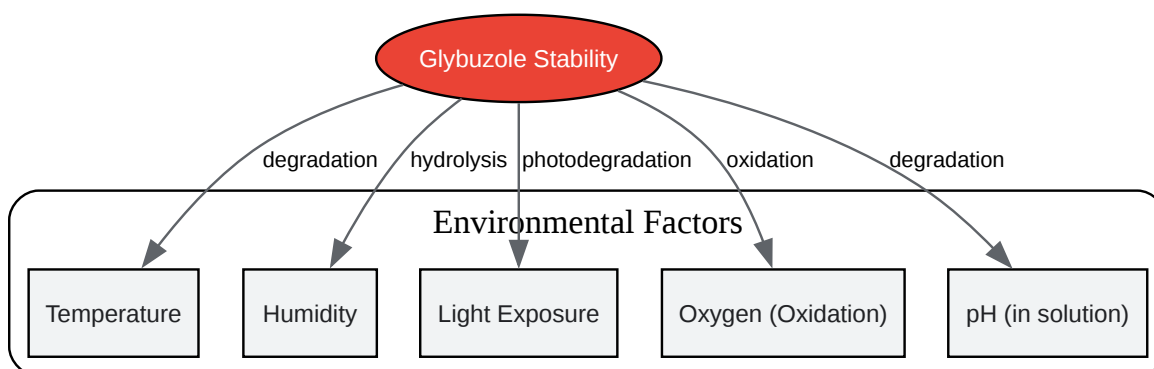 Glybuzole Stability
degradation
hydrolysis
photodegradation
oxidation
degradation
Environmental Factors
Temperature
Humidity
Light Exposure
Oxygen (Oxidation)
pH (in solution)